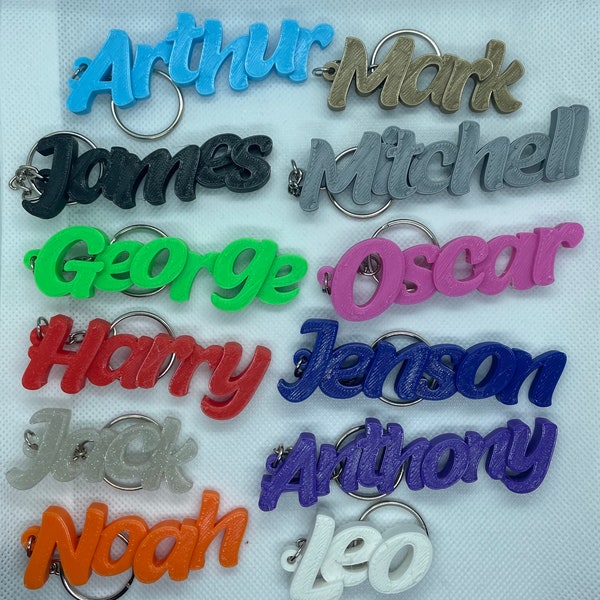 Arthur Mark
James Mitchell
George Oscar
Harry Jenson
Jack Anthony
Noah Leo